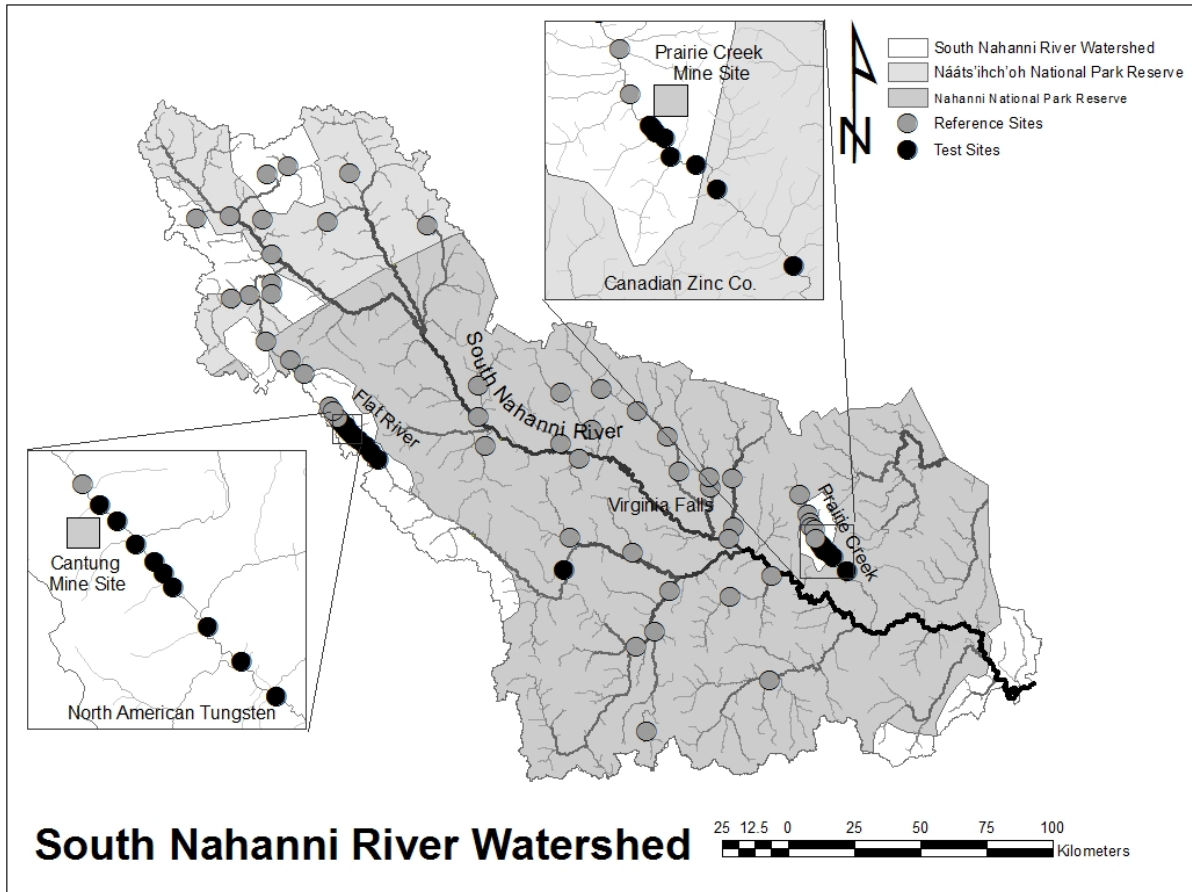 Prairie Creek
Mine Site
Canadian Zinc Co.
N
South Nahanni River Watershed
Nááts'ihch'oh National Park Reserve
Nahanni National Park Reserve
Reference Sites
Test Sites
South Nahanni River
Flat River
Virginia Falls
Prairie Creek
Cantung
Mine Site
North American Tungsten
South Nahanni River Watershed
25 12.5 0 25 50 75 100
Kilometers